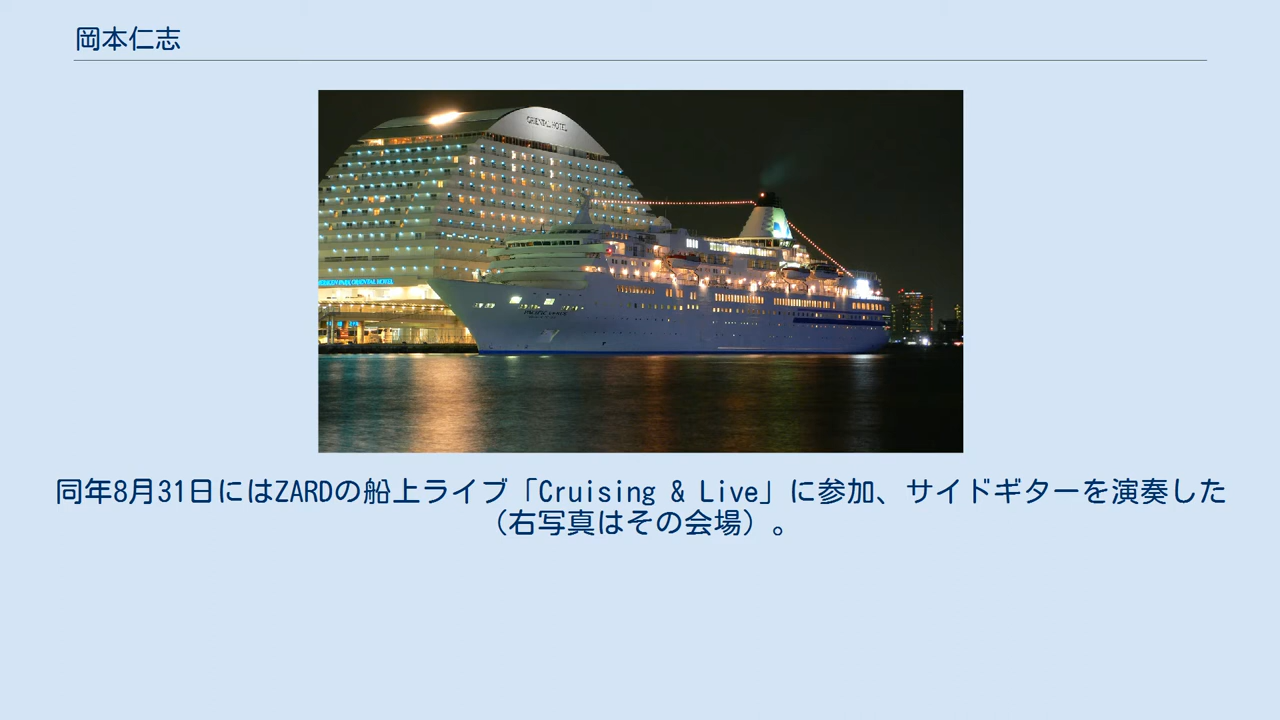 岡本仁志
ORIENTAL HOTEL
同年8月31日にはZARDの船上ライブ「Cruising & Live」に参加、サイドギターを演奏した
（右写真はその会場）。